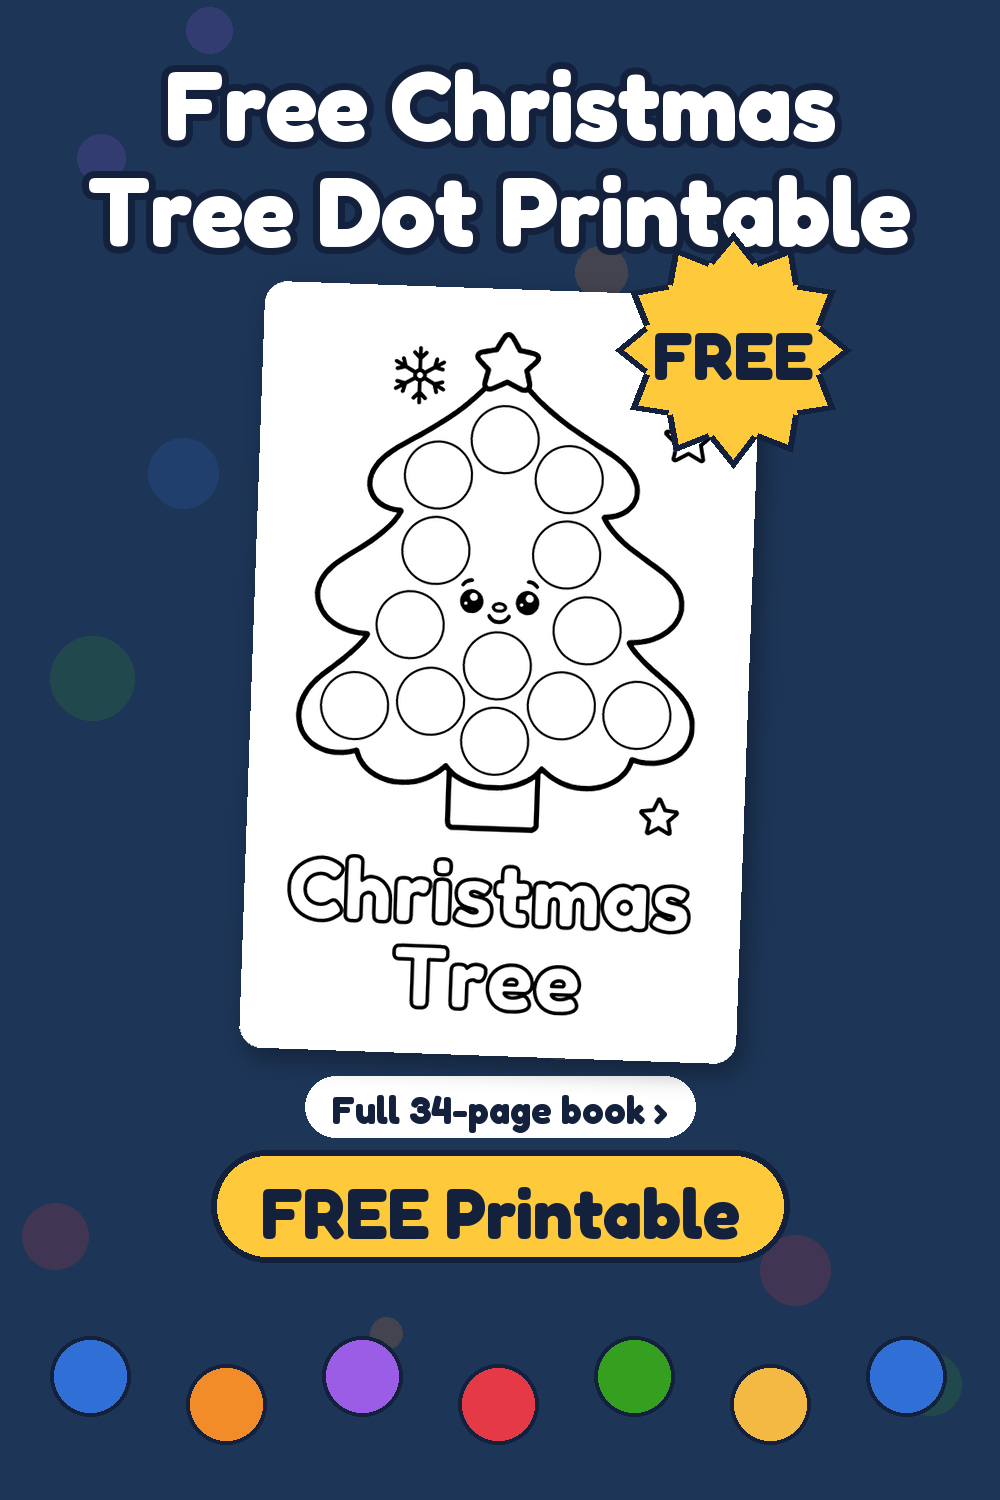 Free Christmas
Tree Dot Printable
FREE
Christmas
Tree
Full 34-page book ›
FREE Printable